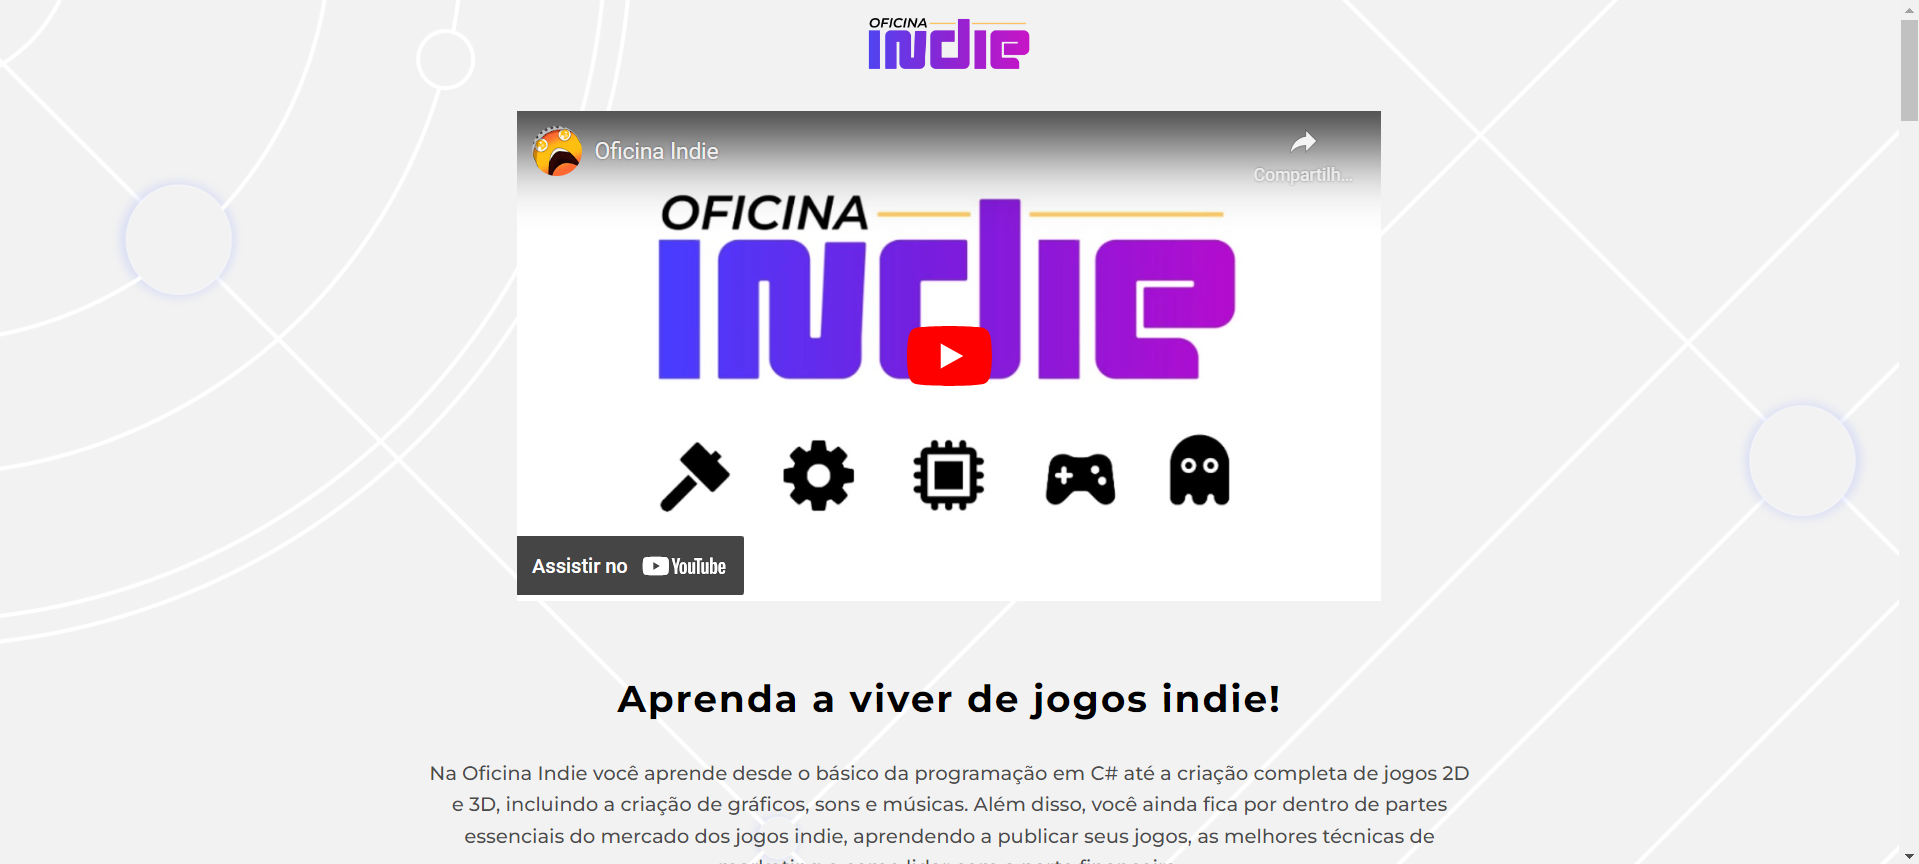 OFICINA
INDIE
Oficina Indie
Compartilh...
OFICINA
INDIE
Assistir no YouTube
Aprenda a viver de jogos indie!
Na Oficina Indie você aprende desde o básico da programação em C# até a criação completa de jogos 2D
e 3D, incluindo a criação de gráficos, sons e músicas. Além disso, você ainda fica por dentro de partes
essenciais do mercado dos jogos indie, aprendendo a publicar seus jogos, as melhores técnicas de